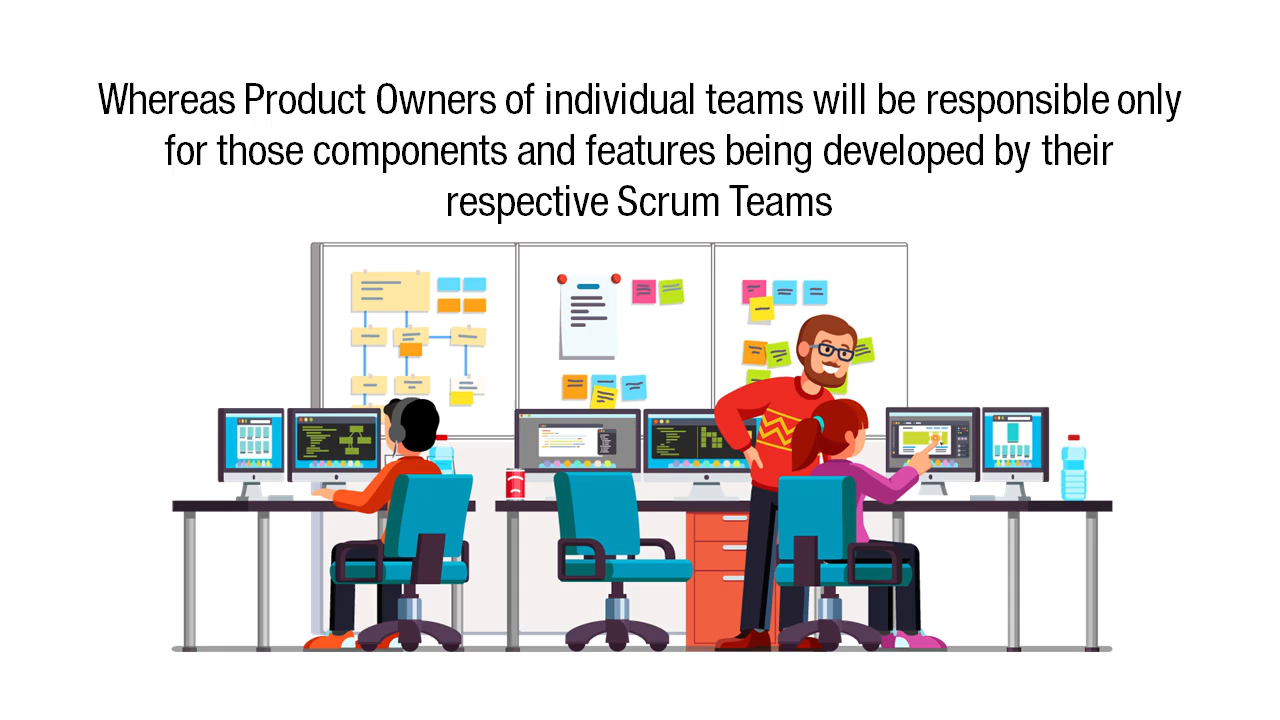 Whereas Product Owners of individual teams will be responsible only
for those components and features being developed by their
respective Scrum Teams